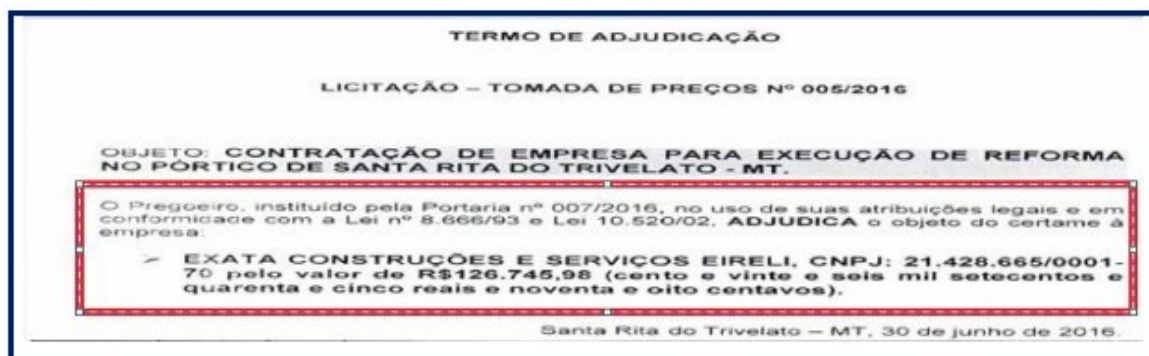 TERMO DE ADJUDICAÇÃO
LICITAÇÃO – TOMADA DE PREÇOS Nº 005/2016
OBJETO: CONTRATAÇÃO DE EMPRESA PARA EXECUÇÃO DE REFORMA
NO PÓRTICO DE SANTA RITA DO TRIVELATO - MT.
O Pregoeiro, instituído pela Portaria nº 007/2016, no uso de suas atribuições legais e em
conformidade com a Lei nº 8.666/93 e Lei 10.520/02, ADJUDICA o objeto do certame à
empresa:
➢ EXATA CONSTRUÇÕES E SERVIÇOS EIRELI, CNPJ: 21.428.665/0001-
70 pelo valor de R$126.745,98 (cento e vinte e seis mil setecentos e
quarenta e cinco reais e noventa e oito centavos).
Santa Rita do Trivelato – MT, 30 de junho de 2016.